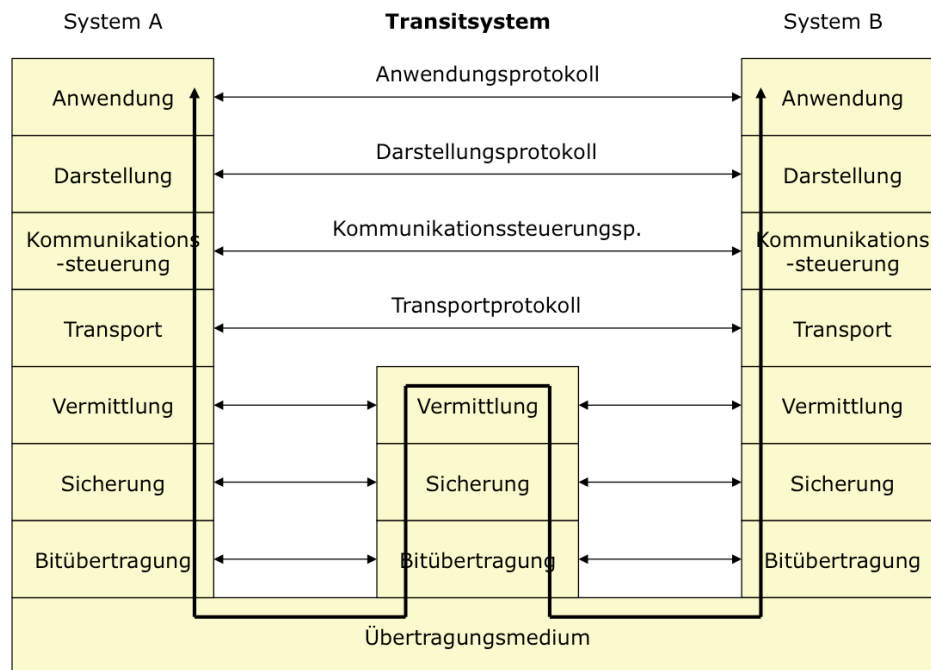 System A
Transitsystem
System B
Anwendung
Anwendungsprotokoll
Anwendung
Darstellung
Darstellungsprotokoll
Darstellung
Kommunikations
-steuerung
Kommunikationssteuerungsp.
Kommunikations
-steuerung
Transport
Transportprotokoll
Transport
Vermittlung
Vermittlung
Vermittlung
Sicherung
Sicherung
Sicherung
Bitübertragung
Bitübertragung
Bitübertragung
Übertragungsmedium